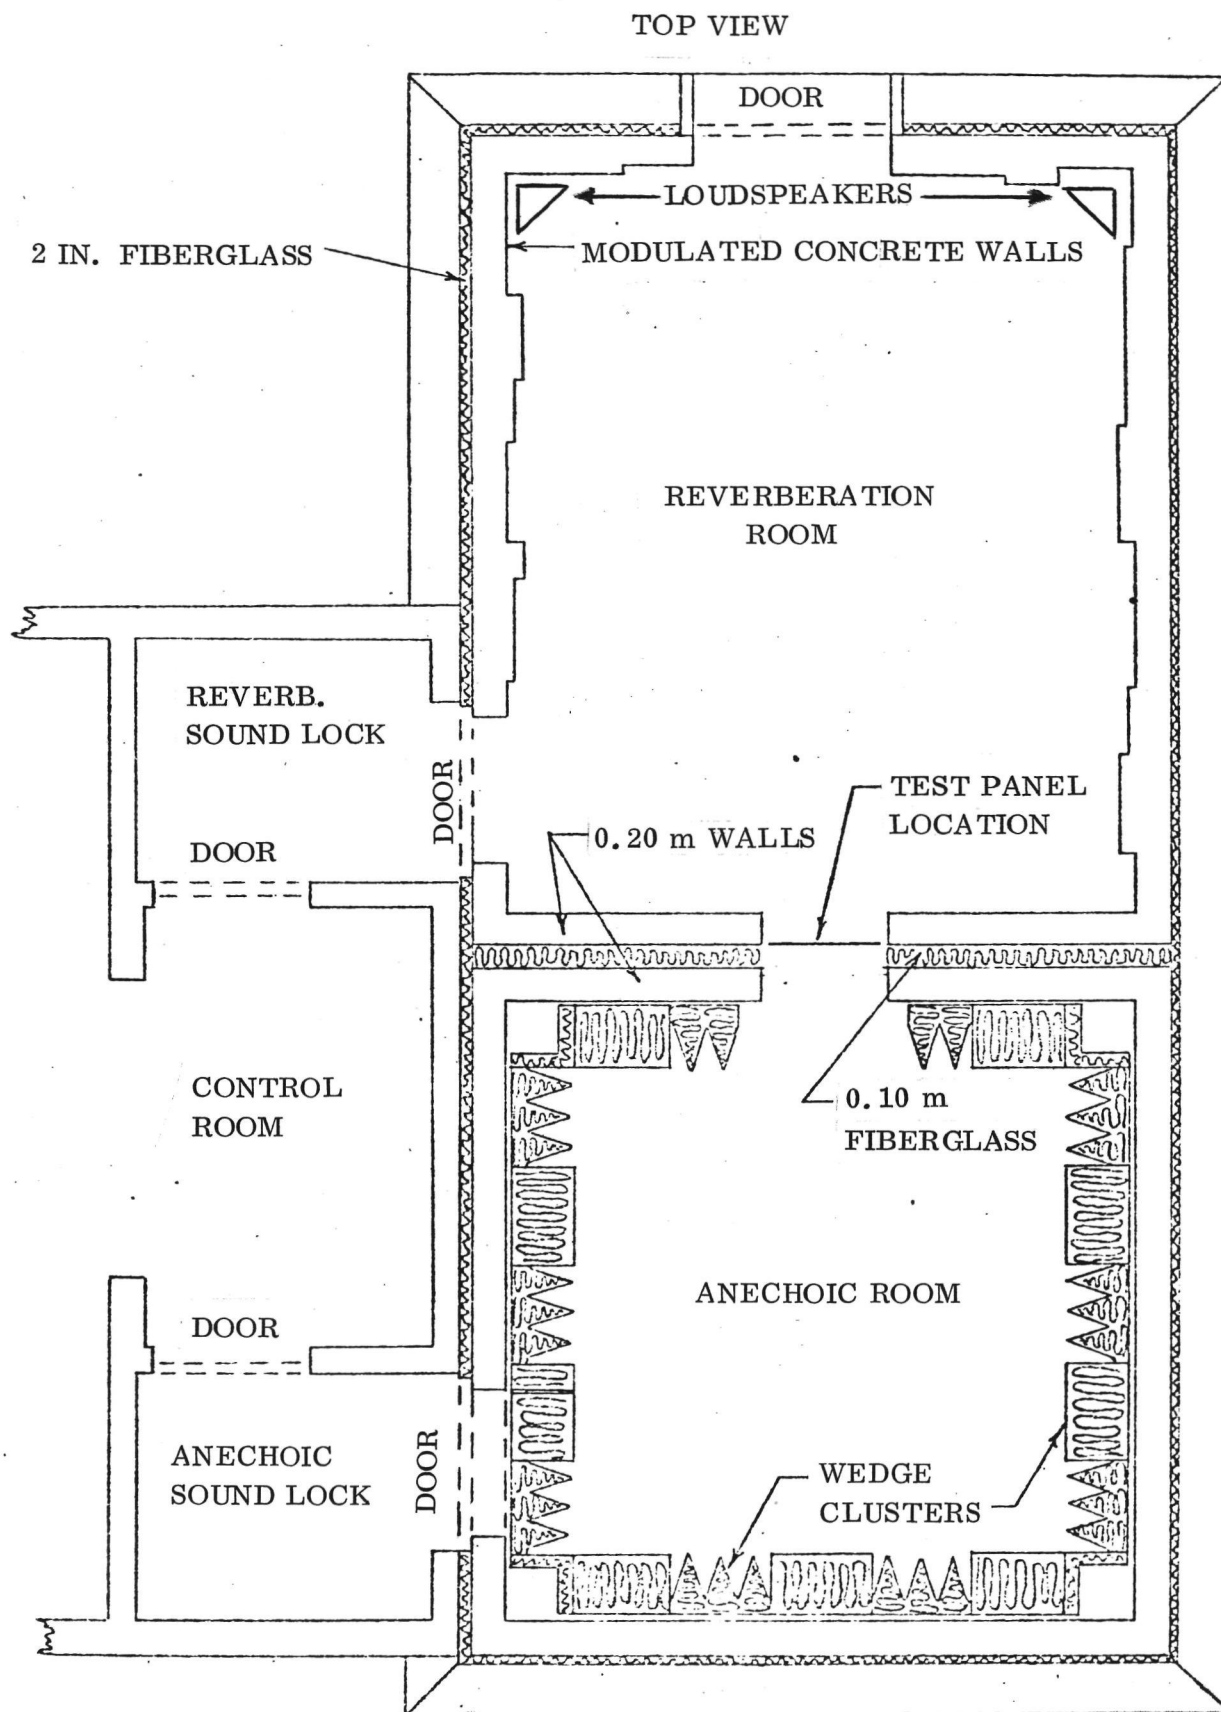 TOP VIEW
DOOR
LOUDSPEAKERS
2 IN. FIBERGLASS
MODULATED CONCRETE WALLS
REVERBERATION
ROOM
REVERB.
SOUND LOCK
DOOR
TEST PANEL
LOCATION
0.20 m WALLS
DOOR
CONTROL
ROOM
0.10 m
FIBERGLASS
ANECHOIC ROOM
DOOR
ANECHOIC
SOUND LOCK
DOOR
WEDGE
CLUSTERS